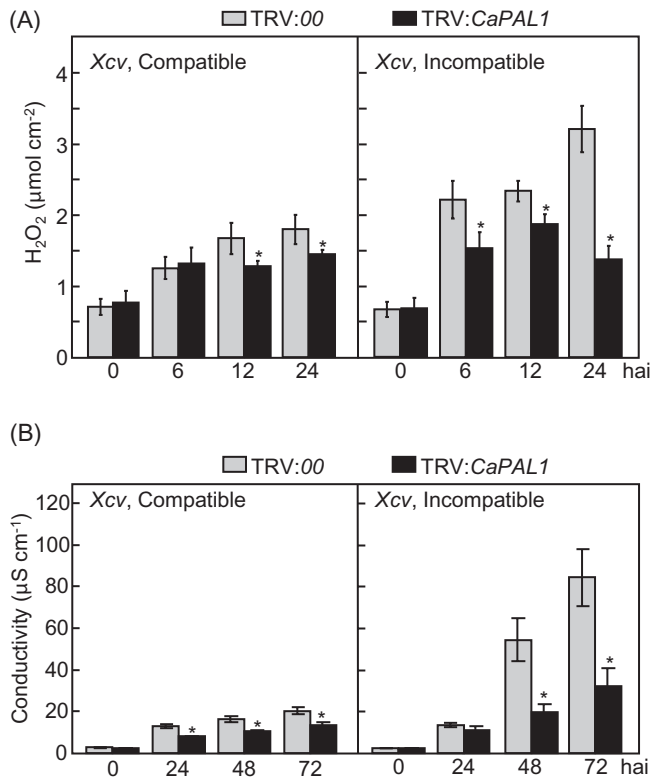 (A)
TRV:00 TRV:CaPAL1
Xcv, Compatible Xcv, Incompatible
H₂O₂ (µmol cm⁻²)
4
3
2
1
0
* * * * *
0 6 12 24 0 6 12 24 hai
(B)
TRV:00 TRV:CaPAL1
Xcv, Compatible Xcv, Incompatible
Conductivity (µS cm⁻¹)
120
100
80
60
40
20
0
* * * * *
0 24 48 72 0 24 48 72 hai